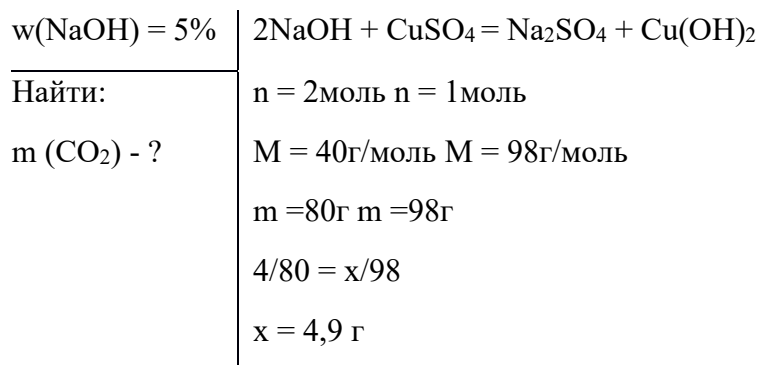 w(NaOH) = 5%
Найти:
m (CO₂) - ?
2NaOH + CuSO₄ = Na₂SO₄ + Cu(OH)₂
n = 2моль n = 1моль
M = 40г/моль M = 98г/моль
m =80г m =98г
4/80 = x/98
x = 4,9 г